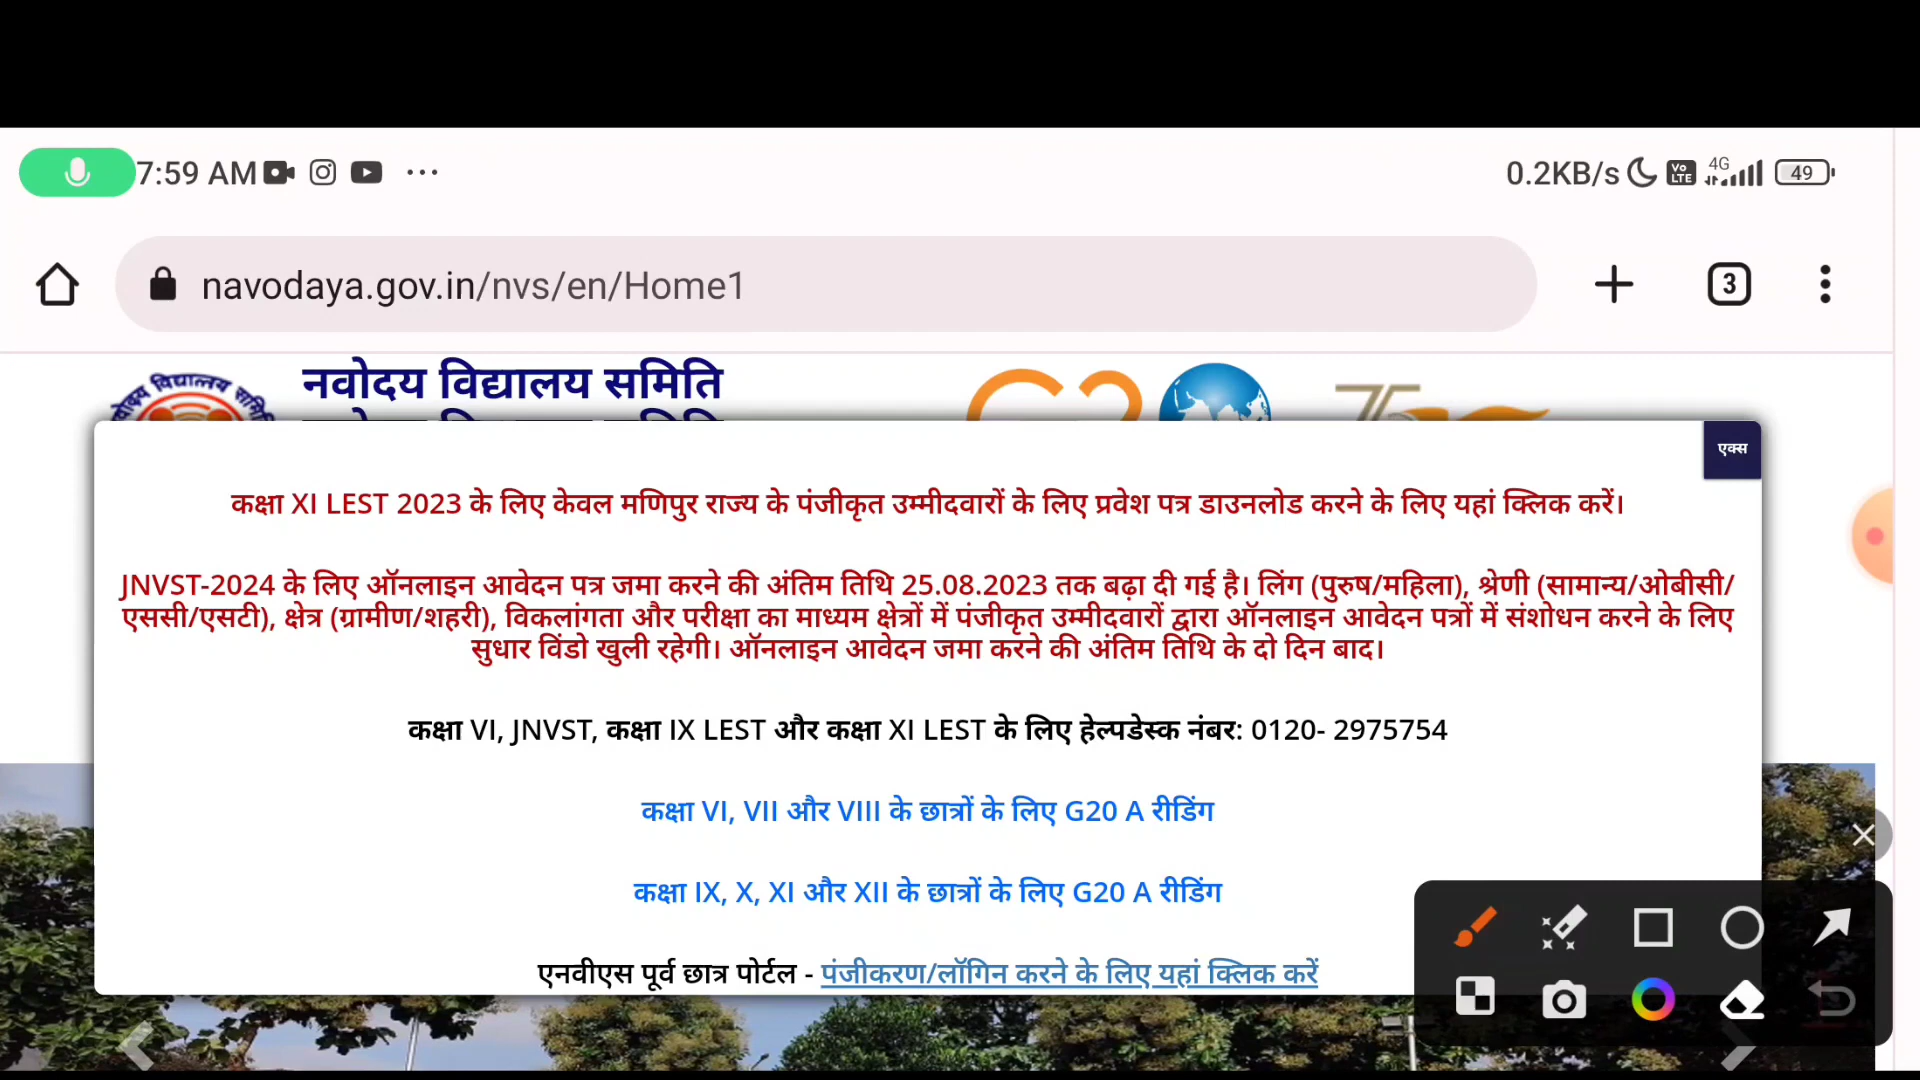 7:59 AM
0.2KB/s
Vo LTE
4G
49
navodaya.gov.in/nvs/en/Home1
3
नवोदय विद्यालय समिति
एक्स
कक्षा XI LEST 2023 के लिए केवल मणिपुर राज्य के पंजीकृत उम्मीदवारों के लिए प्रवेश पत्र डाउनलोड करने के लिए यहां क्लिक करें।
JNVST-2024 के लिए ऑनलाइन आवेदन पत्र जमा करने की अंतिम तिथि 25.08.2023 तक बढ़ा दी गई है। लिंग (पुरुष/महिला), श्रेणी (सामान्य/ओबीसी/
एससी/एसटी), क्षेत्र (ग्रामीण/शहरी), विकलांगता और परीक्षा का माध्यम क्षेत्रों में पंजीकृत उम्मीदवारों द्वारा ऑनलाइन आवेदन पत्रों में संशोधन करने के लिए
सुधार विंडो खुली रहेगी। ऑनलाइन आवेदन जमा करने की अंतिम तिथि के दो दिन बाद।
कक्षा VI, JNVST, कक्षा IX LEST और कक्षा XI LEST के लिए हेल्पडेस्क नंबर: 0120- 2975754
कक्षा VI, VII और VIII के छात्रों के लिए G20 A रीडिंग
कक्षा IX, X, XI और XII के छात्रों के लिए G20 A रीडिंग
एनवीएस पूर्व छात्र पोर्टल - पंजीकरण/लॉगिन करने के लिए यहां क्लिक करें